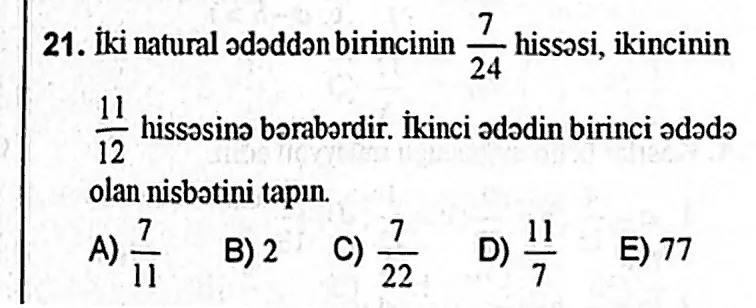 21. İki natural ədəddən birincinin 7/24 hissəsi, ikincinin
11/12 hissəsinə bərabərdir. İkinci ədədin birinci ədədə
olan nisbətini tapın.
A) 7/11 B) 2 C) 7/22 D) 11/7 E) 77